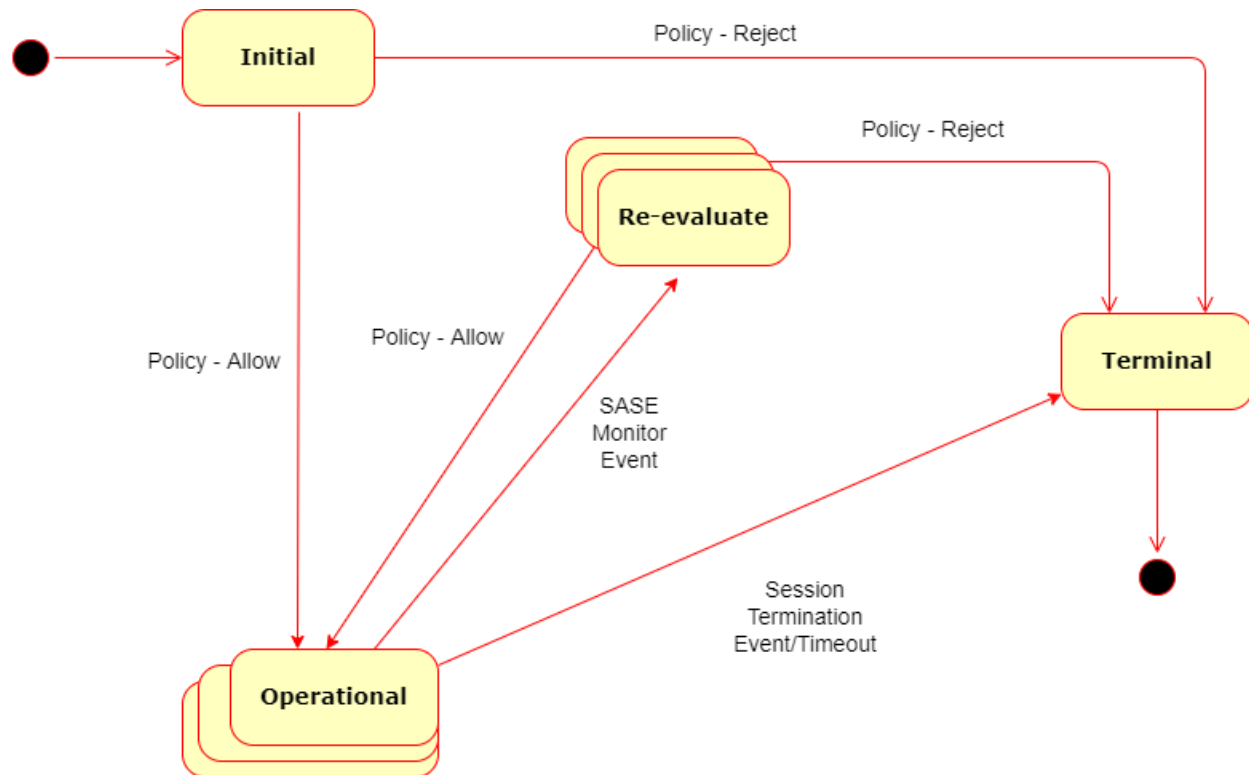 Initial
Policy - Reject
Policy - Reject
Re-evaluate
Policy - Allow
Policy - Allow
Terminal
SASE
Monitor
Event
Session
Termination
Event/Timeout
Operational